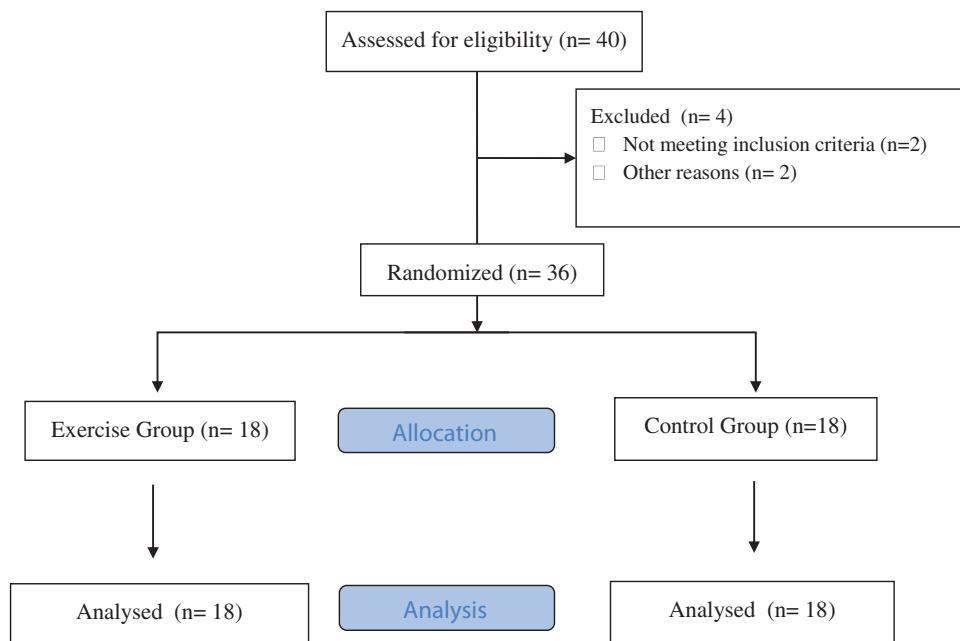 Assessed for eligibility (n= 40)
Excluded (n= 4)
Not meeting inclusion criteria (n=2)
Other reasons (n= 2)
Randomized (n= 36)
Exercise Group (n= 18)
Allocation
Control Group (n=18)
Analysed (n= 18)
Analysis
Analysed (n= 18)